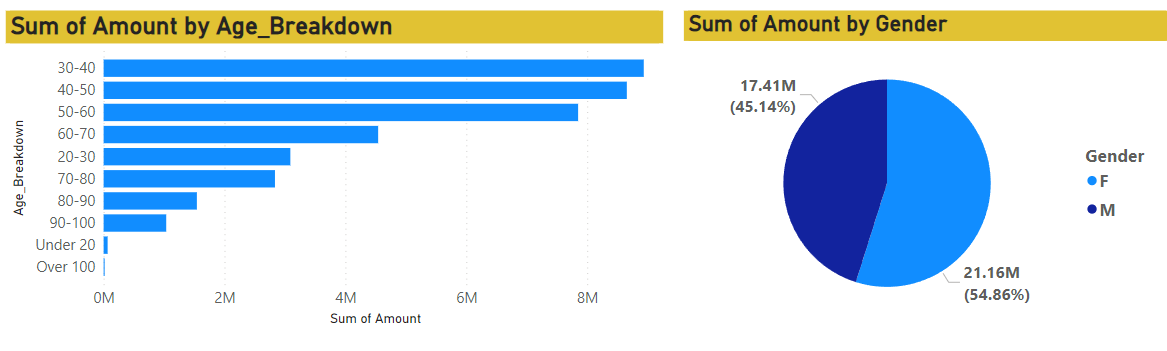 Sum of Amount by Age_Breakdown
Age_Breakdown
30-40
40-50
50-60
60-70
20-30
70-80
80-90
90-100
Under 20
Over 100
0M 2M 4M 6M 8M
Sum of Amount
Sum of Amount by Gender
17.41M
(45.14%)
21.16M
(54.86%)
Gender
F
M